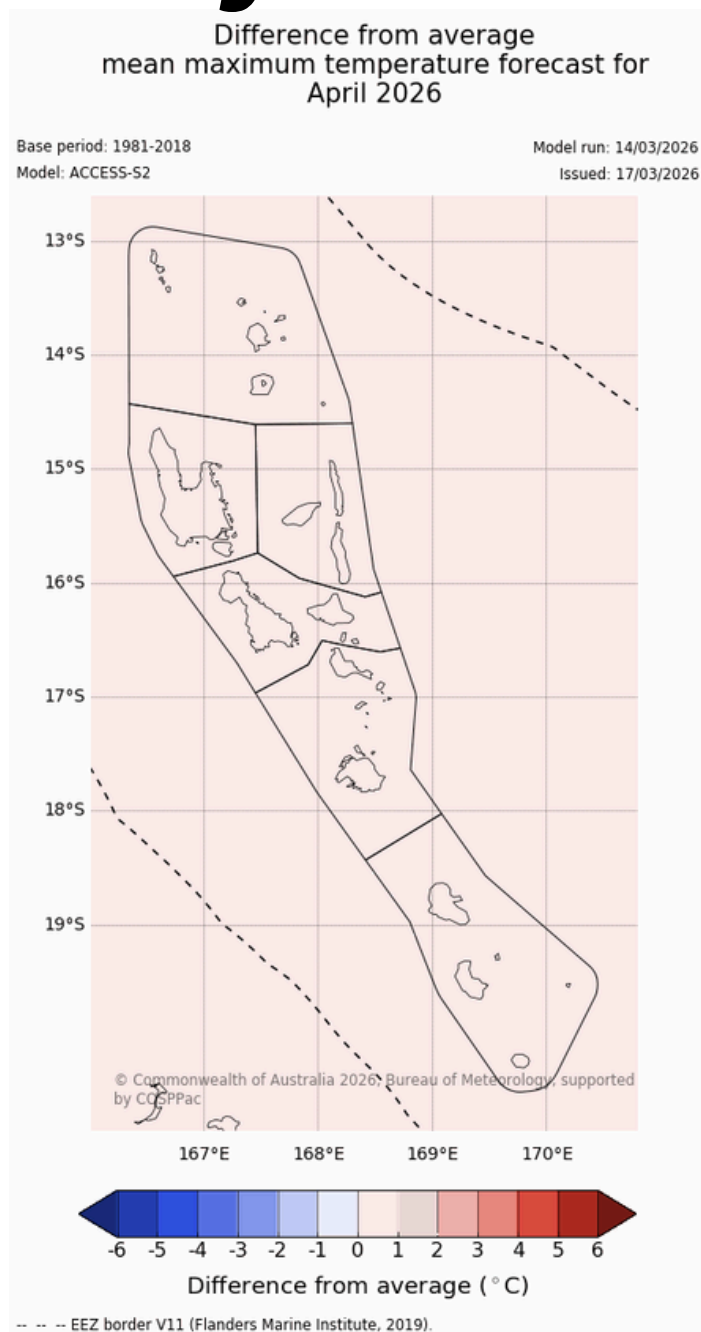 Difference from average
mean maximum temperature forecast for
April 2026
Base period: 1981-2018
Model run: 14/03/2026
Model: ACCESS-S2
Issued: 17/03/2026
13°S
14°S
15°S
16°S
17°S
18°S
19°S
© Commonwealth of Australia 2026, Bureau of Meteorology, supported
by COSPPac
167°E 168°E 169°E 170°E
-6 -5 -4 -3 -2 -1 0 1 2 3 4 5 6
Difference from average (°C)
-- -- -- EEZ border V11 (Flanders Marine Institute, 2019).